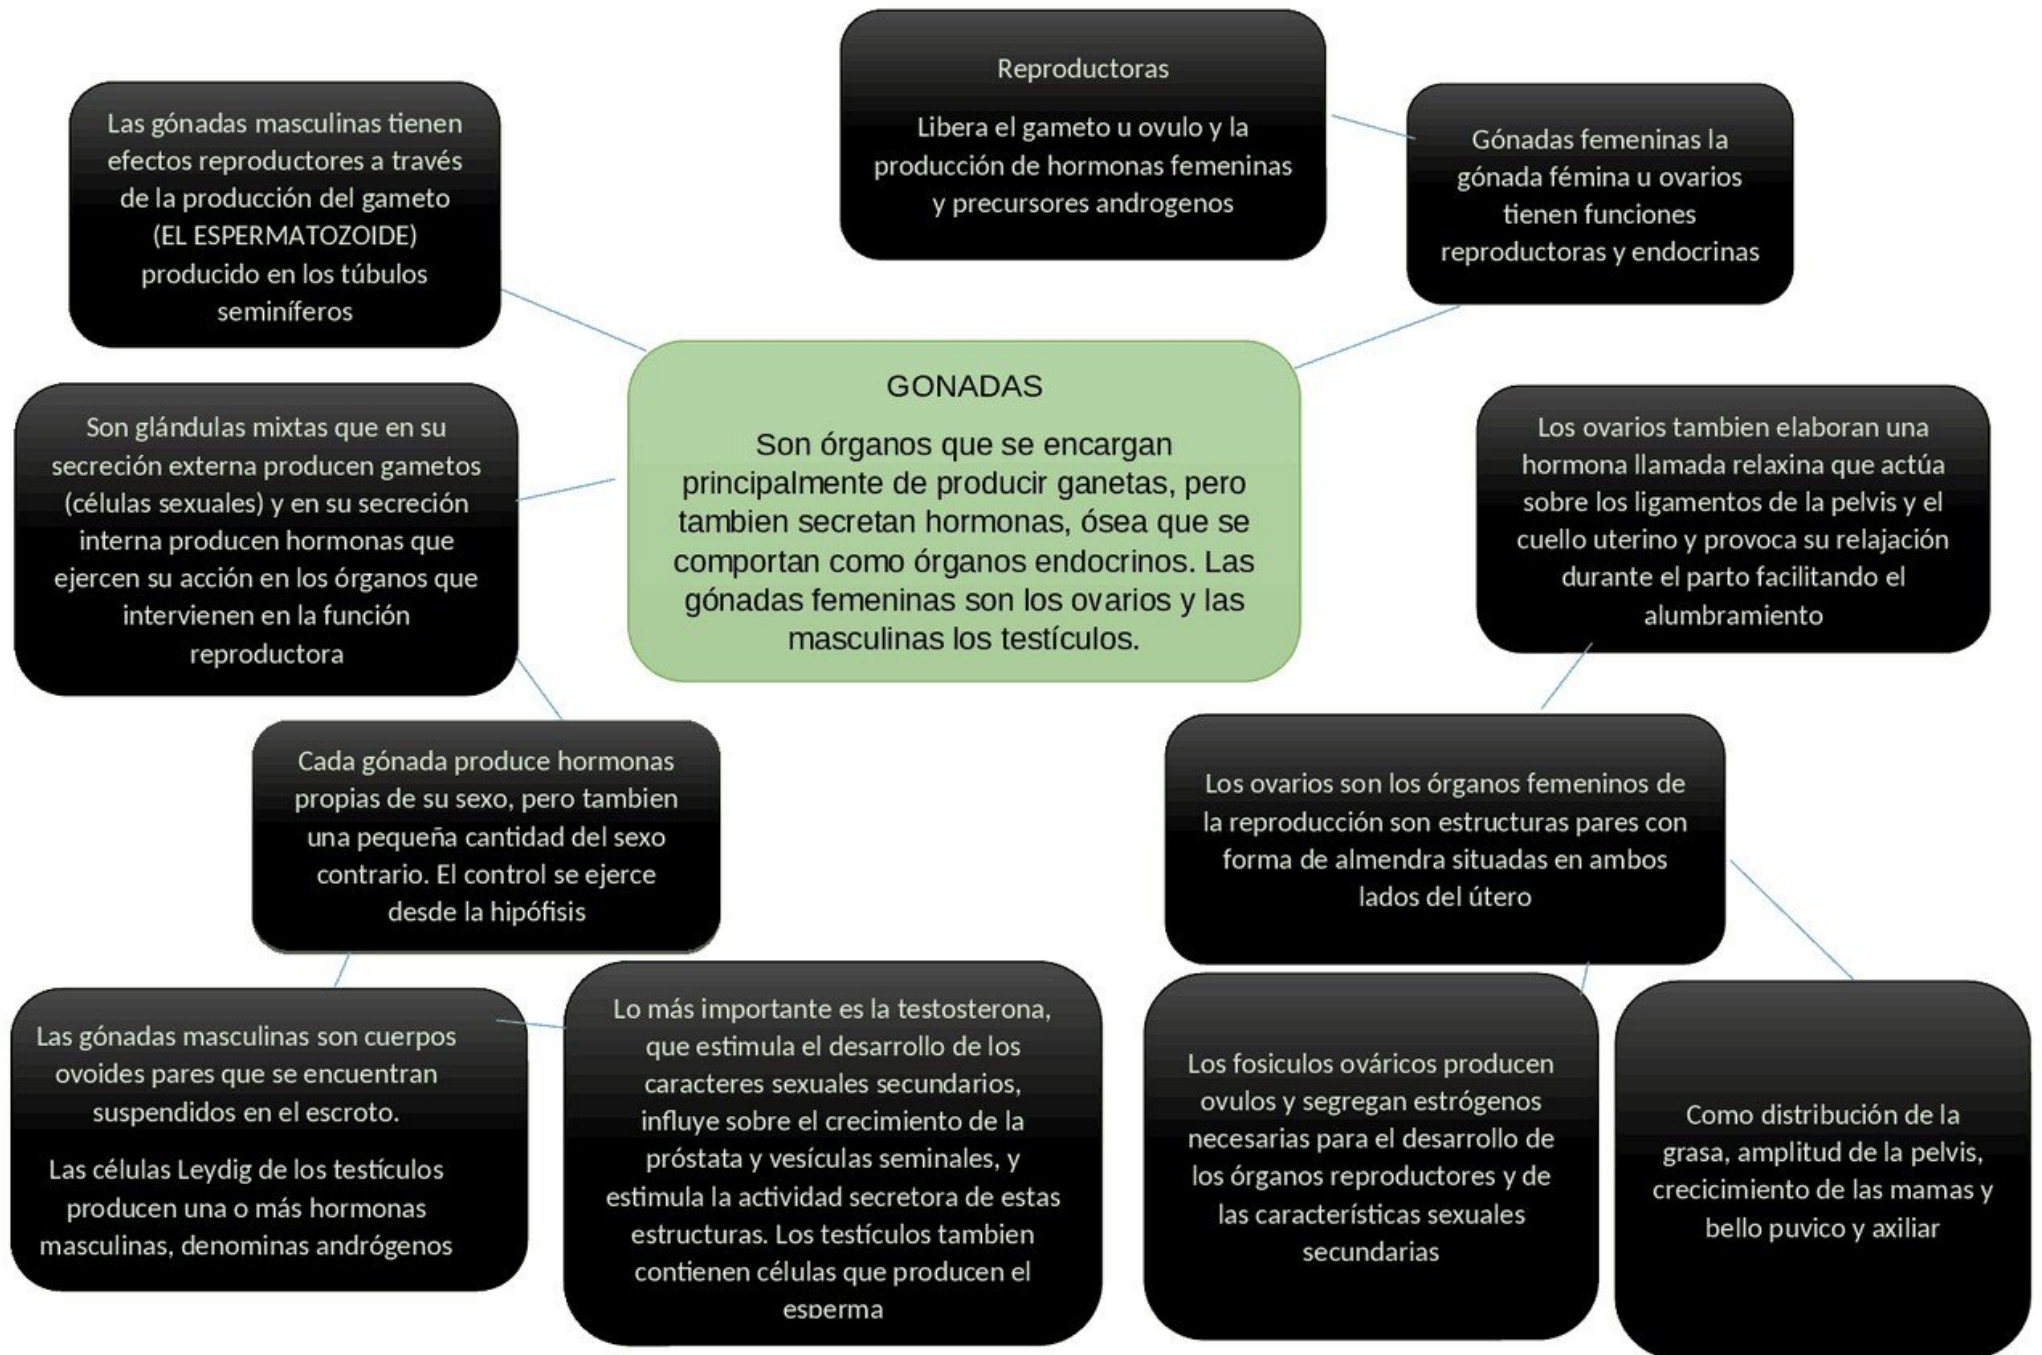 Reproductoras
Libera el gameto u ovulo y la
producción de hormonas femeninas
y precursores androgenos
Las gónadas masculinas tienen
efectos reproductores a través
de la producción del gameto
(EL ESPERMATOZOIDE)
producido en los túbulos
seminíferos
Gónadas femeninas la
gónada fémina u ovarios
tienen funciones
reproductoras y endocrinas
GONADAS
Son órganos que se encargan
principalmente de producir ganetas, pero
tambien secretan hormonas, ósea que se
comportan como órganos endocrinos. Las
gónadas femeninas son los ovarios y las
masculinas los testículos.
Son glándulas mixtas que en su
secreción externa producen gametos
(células sexuales) y en su secreción
interna producen hormonas que
ejercen su acción en los órganos que
intervienen en la función
reproductora
Los ovarios tambien elaboran una
hormona llamada relaxina que actúa
sobre los ligamentos de la pelvis y el
cuello uterino y provoca su relajación
durante el parto facilitando el
alumbramiento
Cada gónada produce hormonas
propias de su sexo, pero tambien
una pequeña cantidad del sexo
contrario. El control se ejerce
desde la hipófisis
Los ovarios son los órganos femeninos de
la reproducción son estructuras pares con
forma de almendra situadas en ambos
lados del útero
Las gónadas masculinas son cuerpos
ovoides pares que se encuentran
suspendidos en el escroto.
Las células Leydig de los testículos
producen una o más hormonas
masculinas, denominas andrógenos
Lo más importante es la testosterona,
que estimula el desarrollo de los
caracteres sexuales secundarios,
influye sobre el crecimiento de la
próstata y vesículas seminales, y
estimula la actividad secretora de estas
estructuras. Los testículos tambien
contienen células que producen el
esperma
Los fosiculos ováricos producen
ovulos y segregan estrógenos
necesarias para el desarrollo de
los órganos reproductores y de
las características sexuales
secundarias
Como distribución de la
grasa, amplitud de la pelvis,
crecicimiento de las mamas y
bello puvico y axiliar